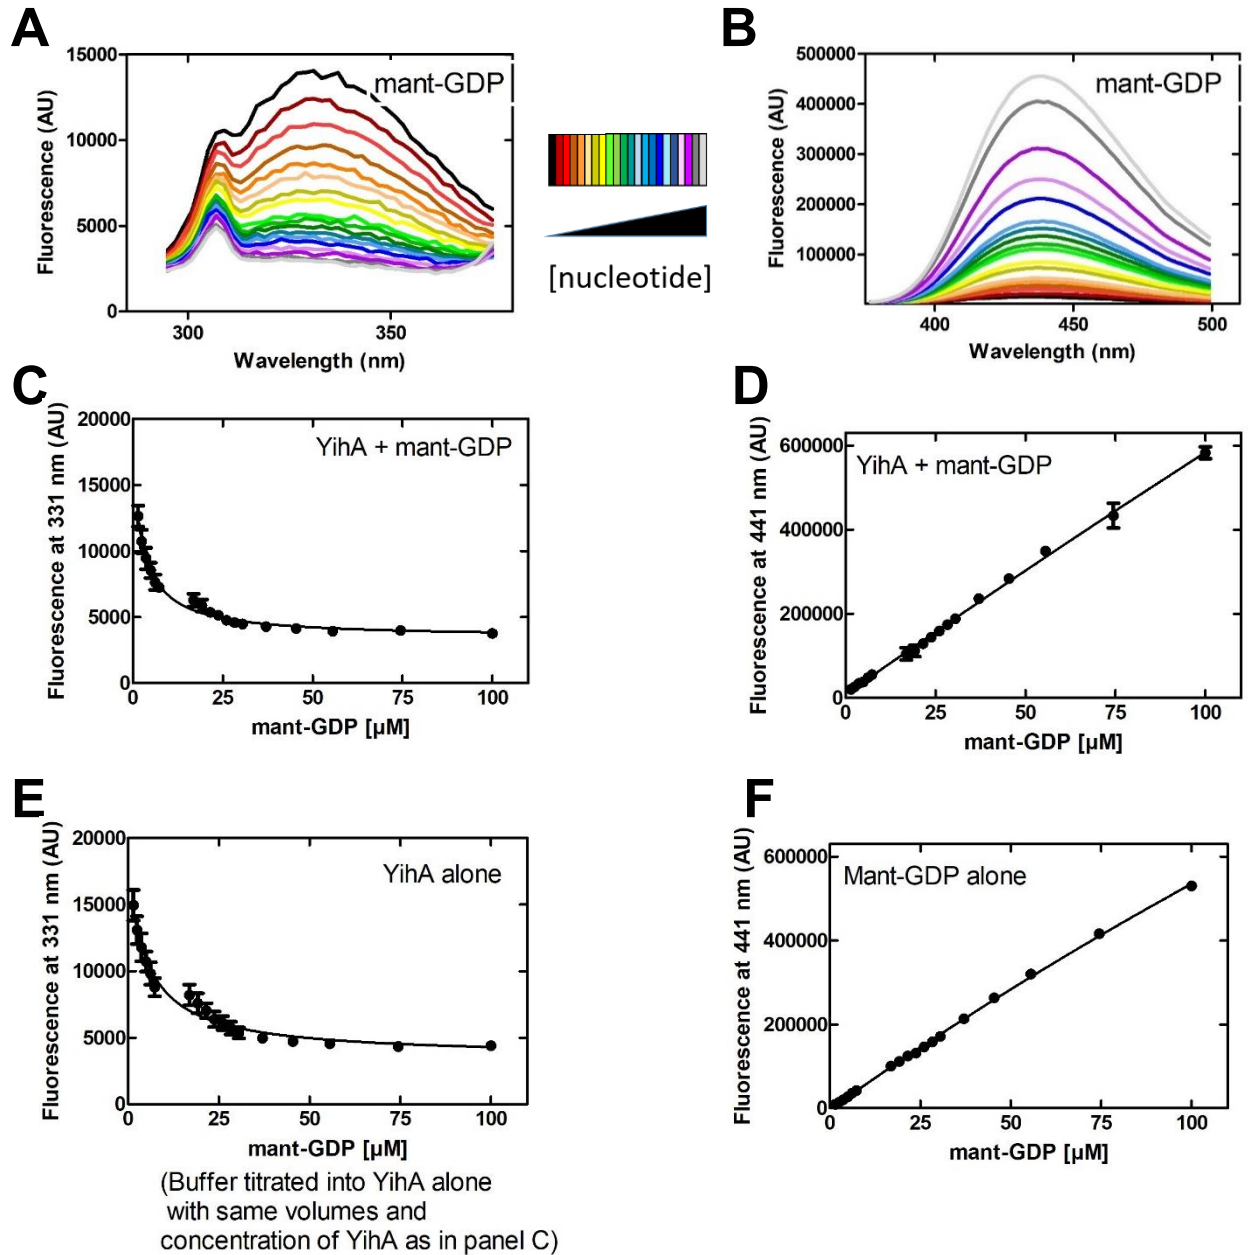 A
15000
10000
5000
0
Fluorescence (AU)
mant-GDP
300
350
Wavelength (nm)
[nucleotide]
B
500000
400000
300000
200000
100000
Fluorescence (AU)
mant-GDP
400
450
500
Wavelength (nm)
C
20000
15000
10000
5000
0
Fluorescence at 331 nm (AU)
YihA + mant-GDP
0
25
50
75
100
mant-GDP [µM]
D
600000
400000
200000
0
Fluorescence at 441 nm (AU)
YihA + mant-GDP
0
25
50
75
100
mant-GDP [µM]
E
20000
15000
10000
5000
0
Fluorescence at 331 nm (AU)
YihA alone
0
25
50
75
100
mant-GDP [µM]
(Buffer titrated into YihA alone
with same volumes and
concentration of YihA as in panel C)
F
600000
400000
200000
0
Fluorescence at 441 nm (AU)
Mant-GDP alone
0
25
50
75
100
mant-GDP [µM]